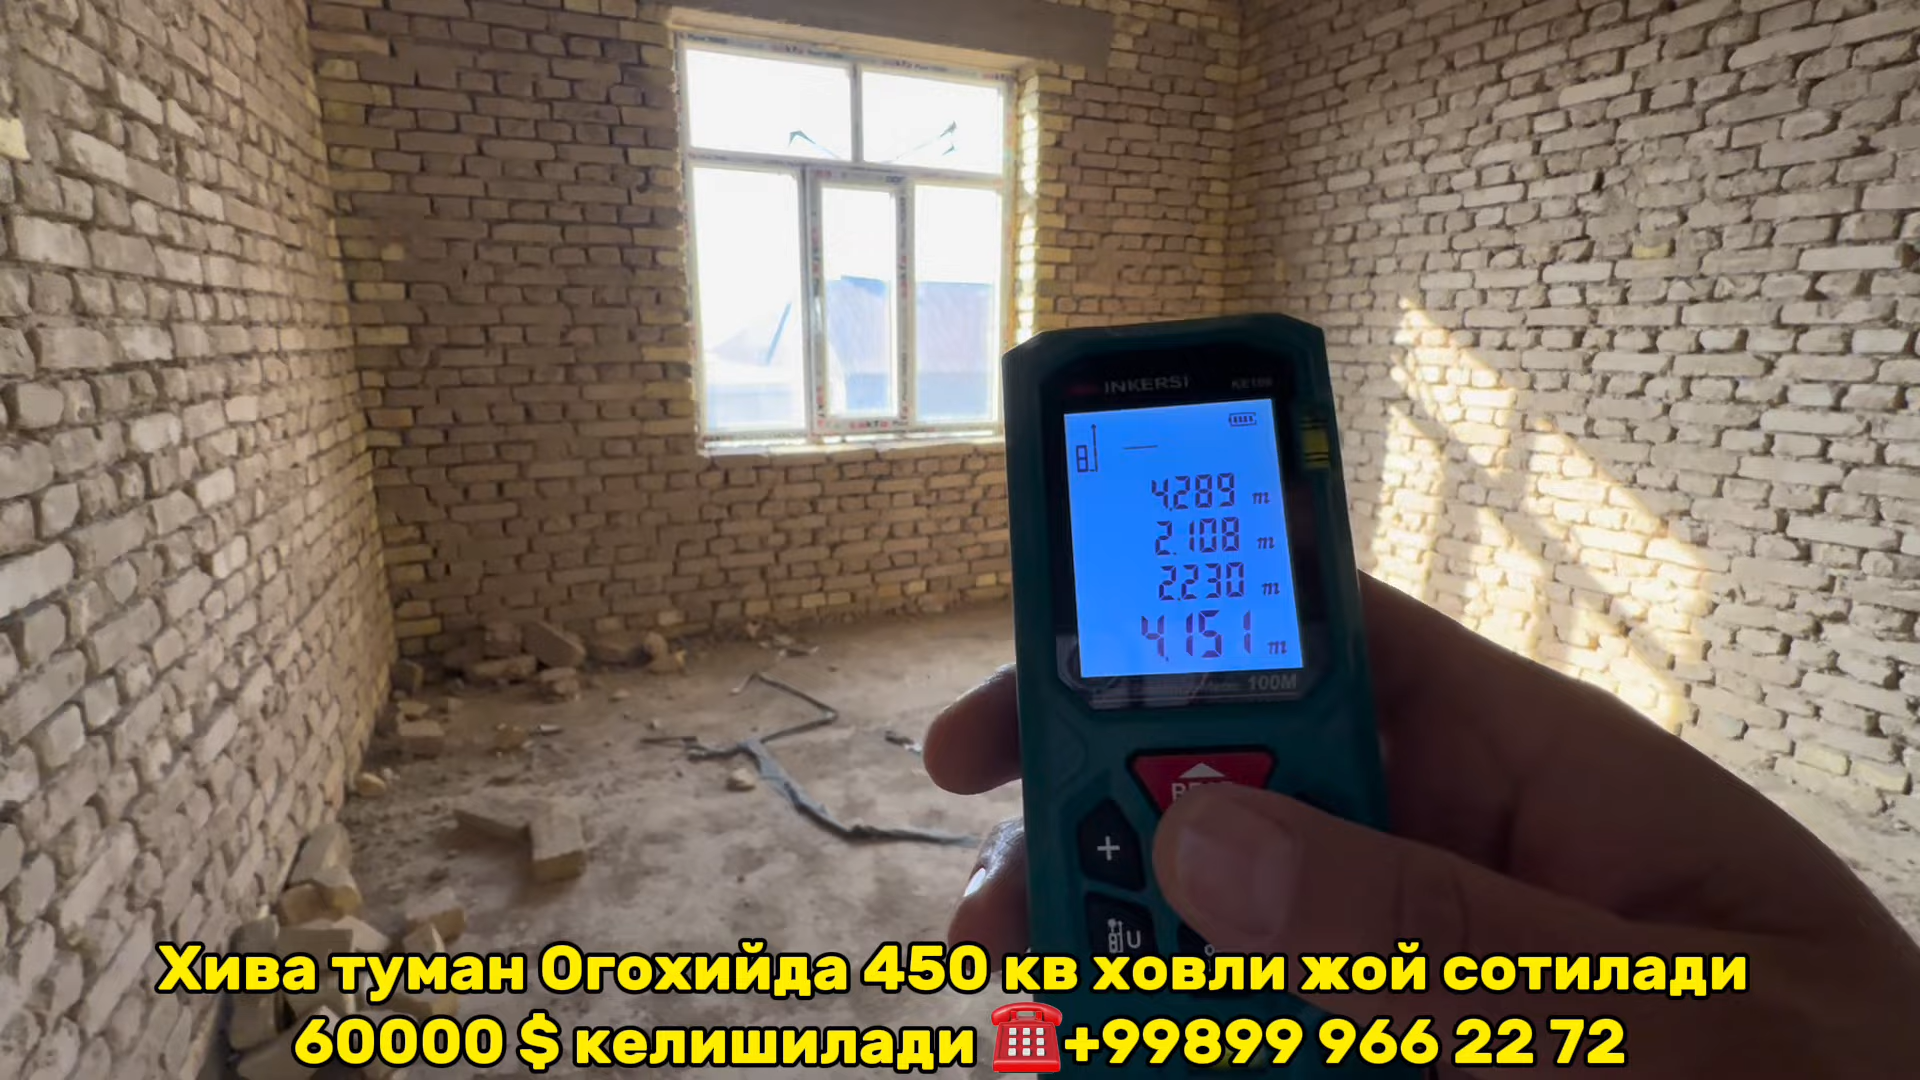 INKERSI
4.289 m
2.108 m
2.230 m
4.151 m
100M
+
U
Хива туман Огохийда 450 кв ховли жой сотилади
60000 $ келишилади ☎️+99899 966 22 72